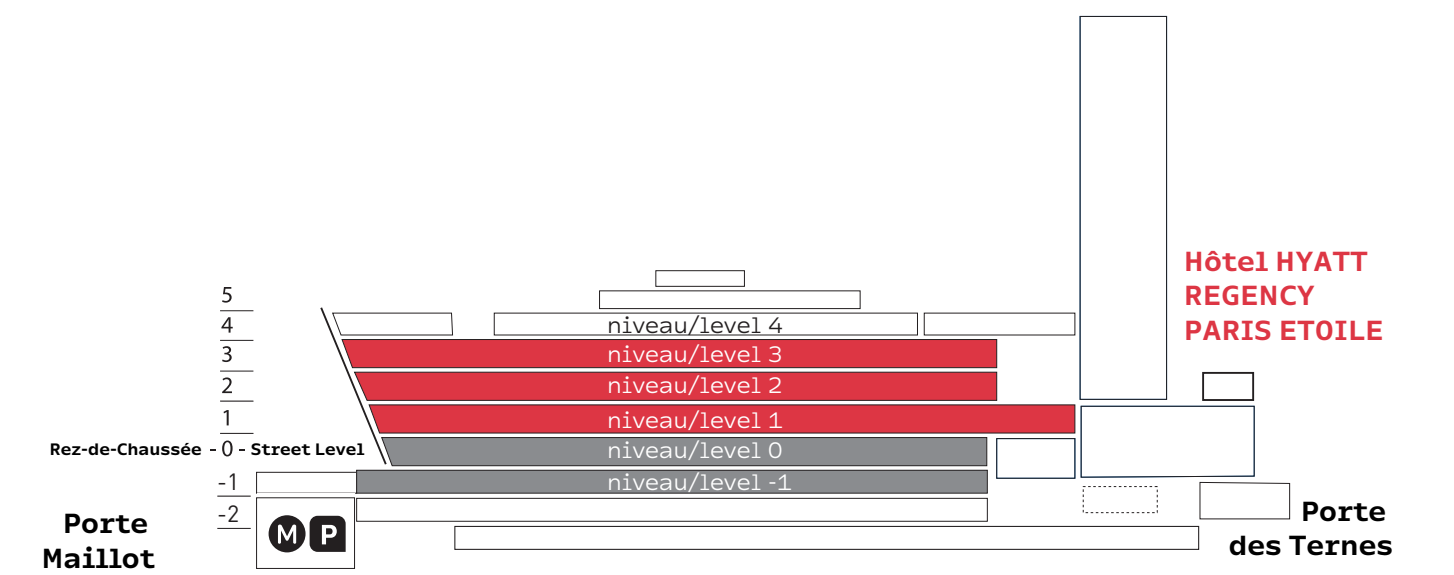 Hôtel HYATT
REGENCY
PARIS ETOILE
5
4
niveau/level 4
3
niveau/level 3
2
niveau/level 2
1
niveau/level 1
Rez-de-Chaussée - 0 - Street Level
niveau/level 0
-1
niveau/level -1
-2
Porte
Maillot
M P
Porte
des Ternes